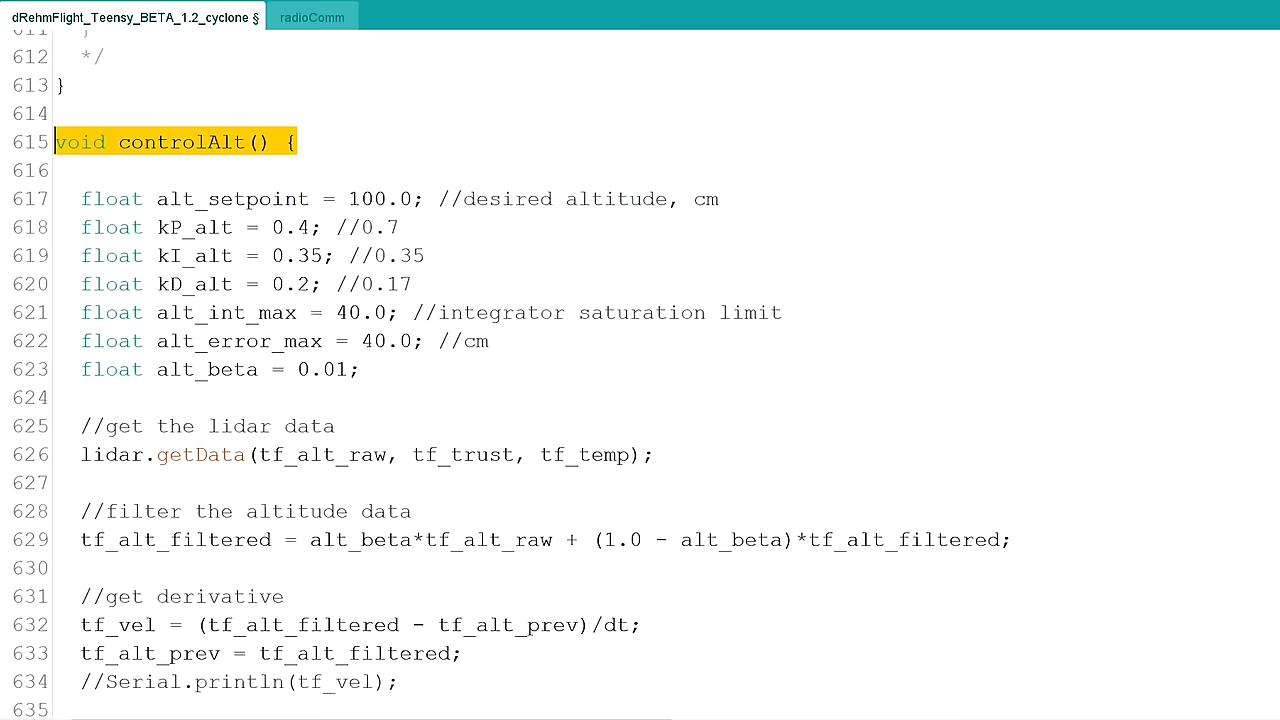 dRehmFlight_Teensy_BETA_1.2_cyclone § radioComm
611 }
612 */
613 }
614
615 void controlAlt() {
616
617 float alt_setpoint = 100.0; //desired altitude, cm
618 float kP_alt = 0.4; //0.7
619 float kI_alt = 0.35; //0.35
620 float kD_alt = 0.2; //0.17
621 float alt_int_max = 40.0; //integrator saturation limit
622 float alt_error_max = 40.0; //cm
623 float alt_beta = 0.01;
624
625 //get the lidar data
626 lidar.getData(tf_alt_raw, tf_trust, tf_temp);
627
628 //filter the altitude data
629 tf_alt_filtered = alt_beta*tf_alt_raw + (1.0 - alt_beta)*tf_alt_filtered;
630
631 //get derivative
632 tf_vel = (tf_alt_filtered - tf_alt_prev)/dt;
633 tf_alt_prev = tf_alt_filtered;
634 //Serial.println(tf_vel);
635